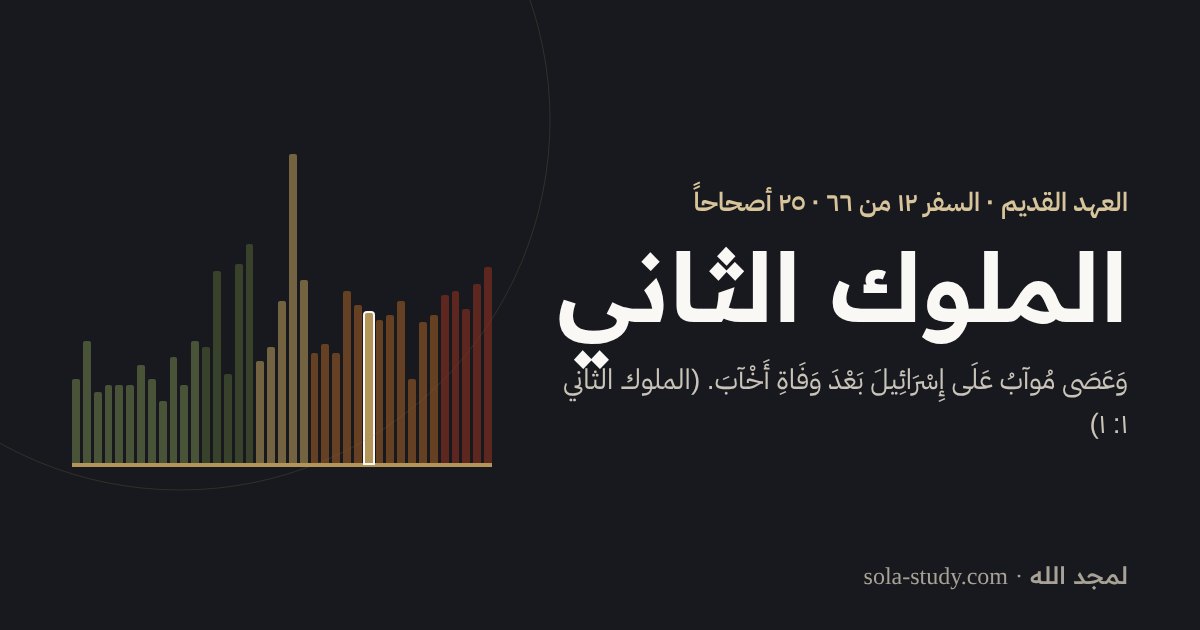 العهد القديم · السفر ١٢ من ٦٦ · ٢٥ أصحاحاً
الملوك الثاني
وَعَصَى مُوآبُ عَلَى إِسْرَائِيلَ بَعْدَ وَفَاةِ أَخْآبَ. (الملوك الثاني
١: ١)
لمجد الله · sola-study.com